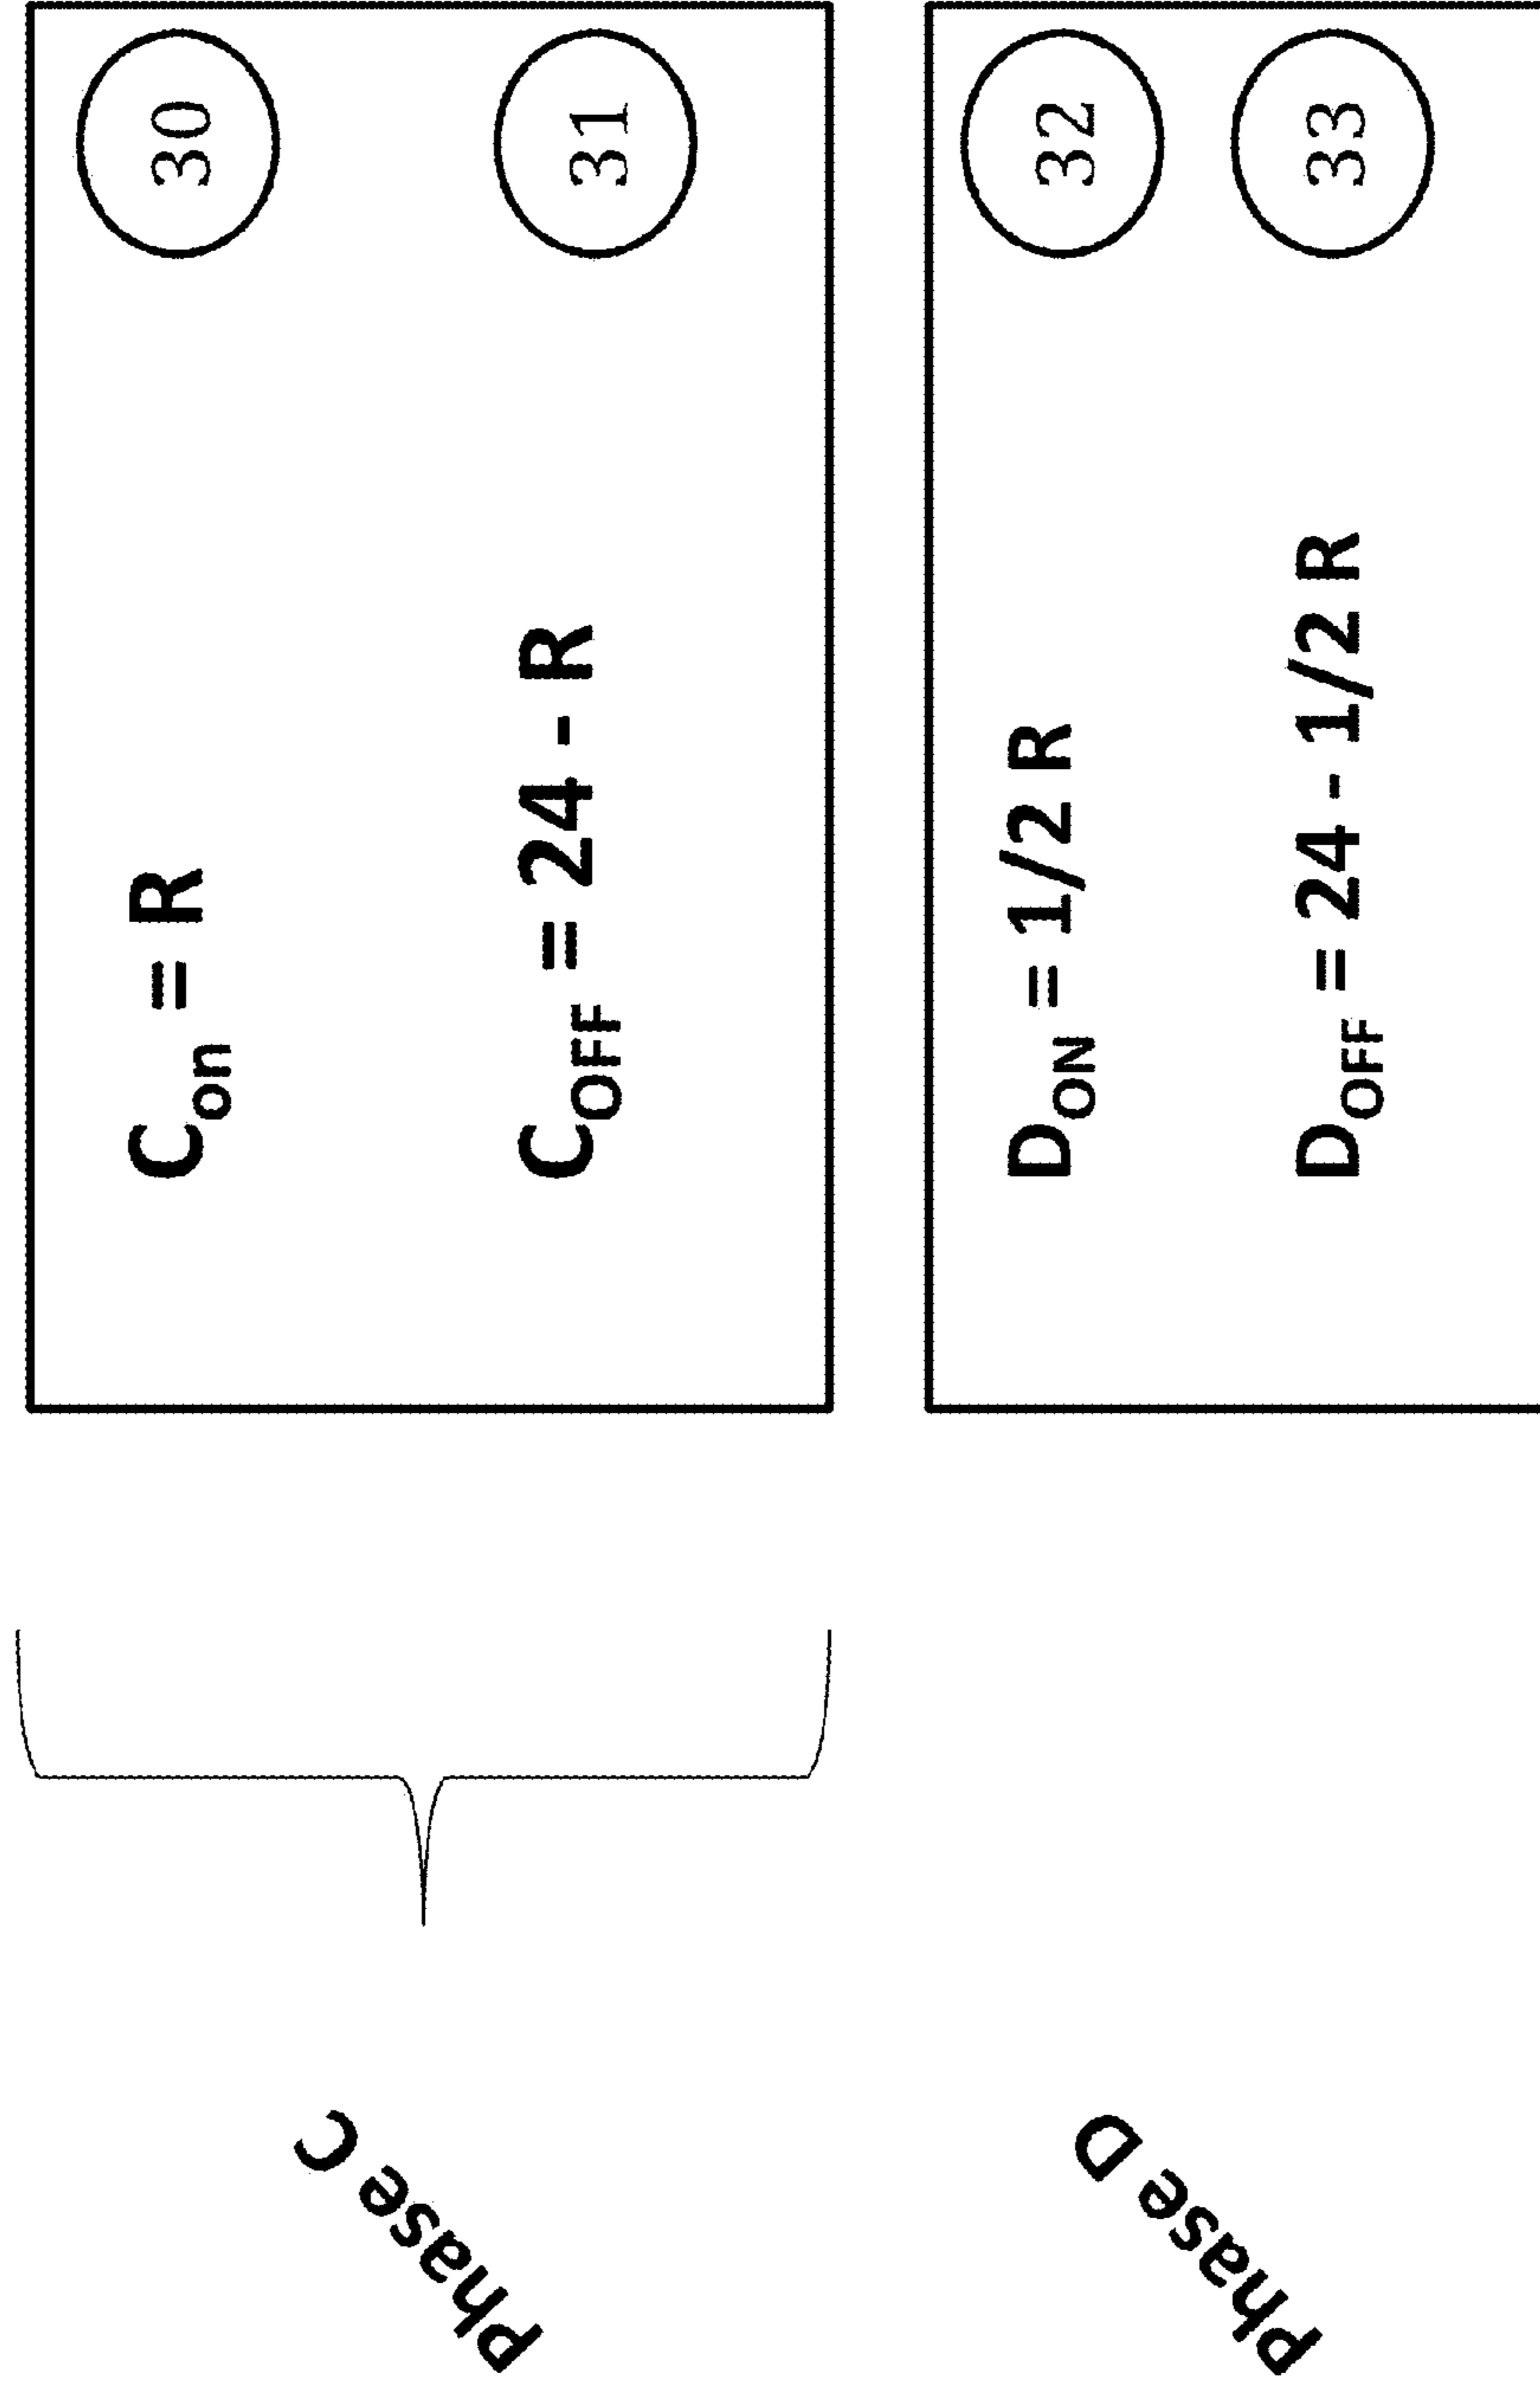 Phase C
C_on = R
30
C_OFF = 24 - R
31
Phase D
D_ON = 1/2 R
32
D_OFF = 24 - 1/2 R
33